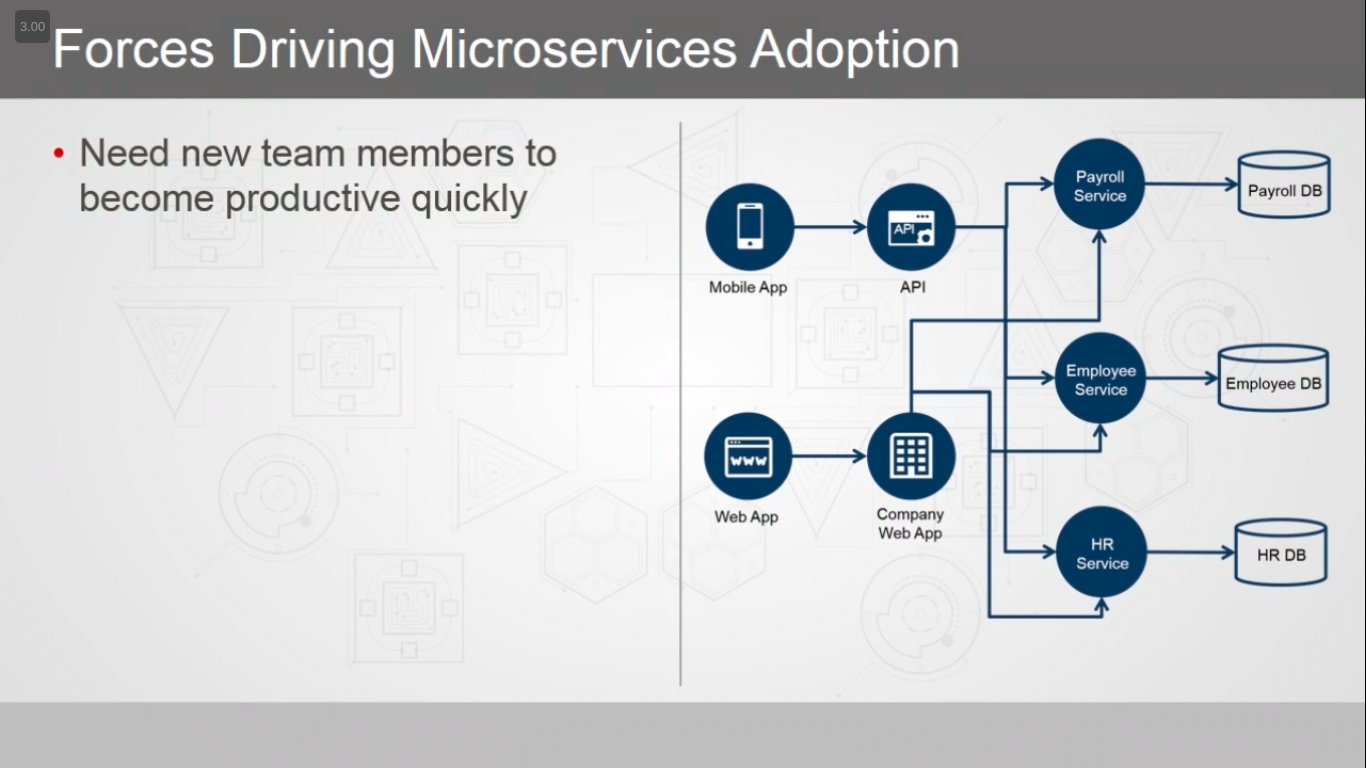 3.00
Forces Driving Microservices Adoption
• Need new team members to
become productive quickly
Payroll
Service
Payroll DB
API
Mobile App
API
Employee
Service
Employee DB
www
Web App
Company
Web App
HR
Service
HR DB